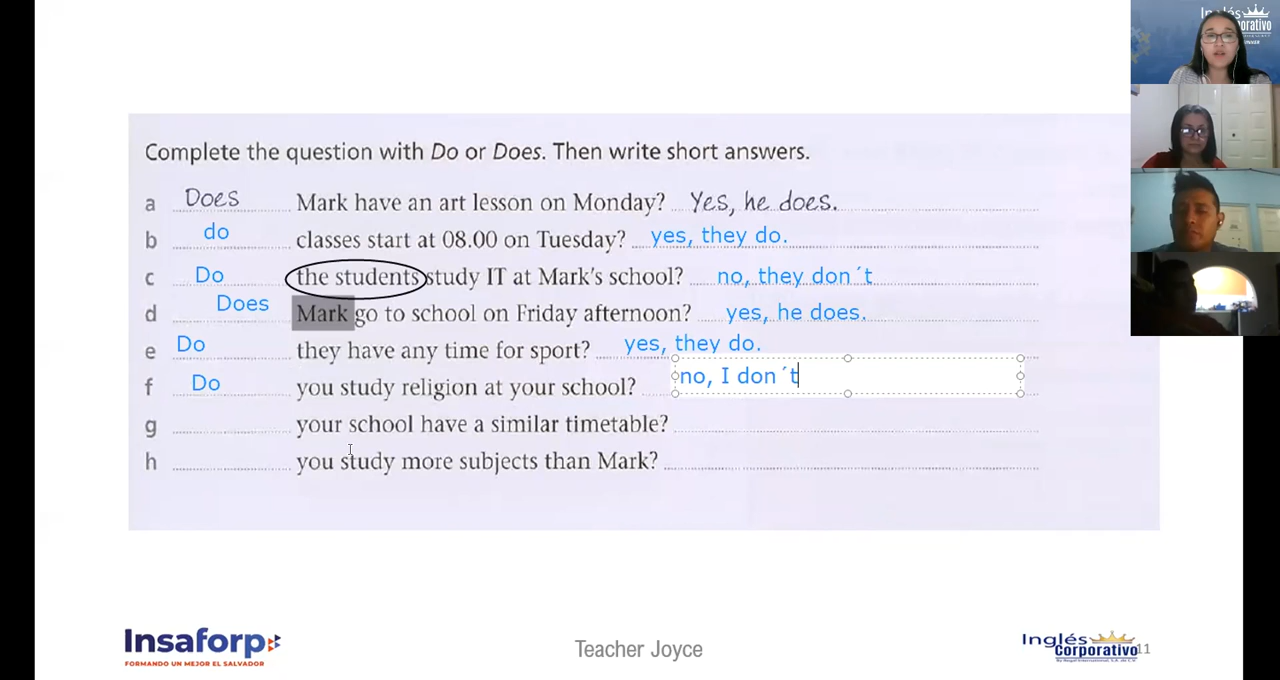 Inglés
Corporativo
Complete the question with Do or Does. Then write short answers.
a Does Mark have an art lesson on Monday? Yes, he does.
b do classes start at 08.00 on Tuesday? yes, they do.
c Do the students study IT at Mark's school? no, they don´t
d Does Mark go to school on Friday afternoon? yes, he does.
e Do they have any time for sport? yes, they do.
f Do you study religion at your school? no, I don´t
g your school have a similar timetable?
h you study more subjects than Mark?
Insaforp
FORMANDO UN MEJOR EL SALVADOR
Teacher Joyce
Inglés
Corporativo
11